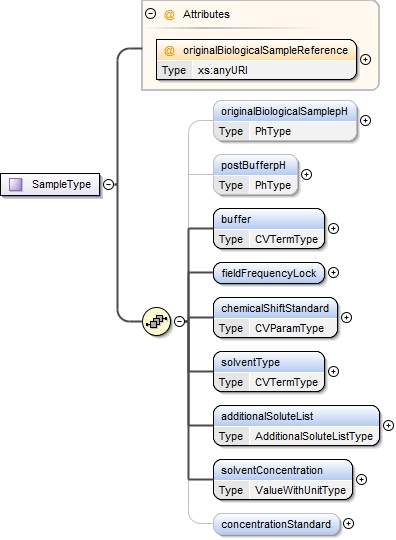 Attributes
originalBiologicalSampleReference
Type xs:anyURI
SampleType
originalBiologicalSamplepH
Type PhType
postBufferpH
Type PhType
buffer
Type CVTermType
fieldFrequencyLock
chemicalShiftStandard
Type CVParamType
solventType
Type CVTermType
additionalSoluteList
Type AdditionalSoluteListType
solventConcentration
Type ValueWithUnitType
concentrationStandard